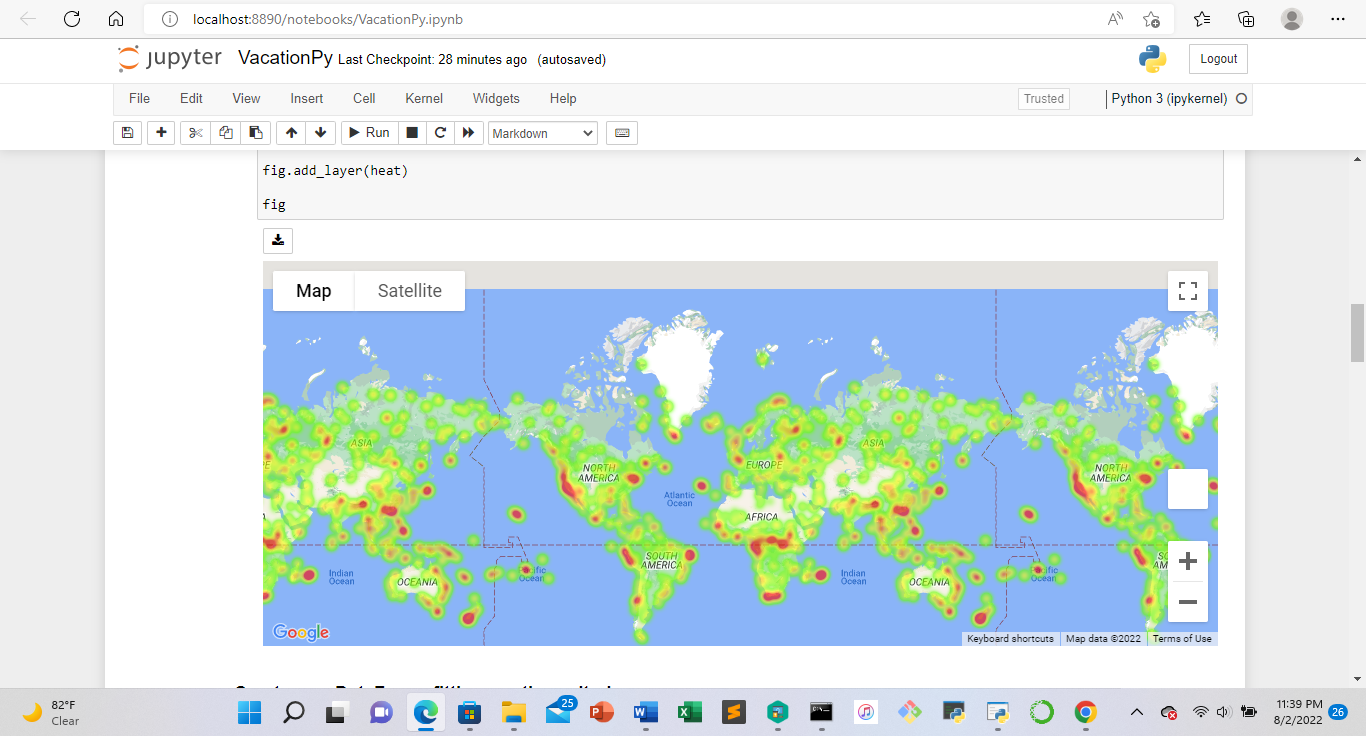 localhost:8890/notebooks/VacationPy.ipynb
jupyter VacationPy Last Checkpoint: 28 minutes ago (autosaved)
Logout
File Edit View Insert Cell Kernel Widgets Help
Trusted
Python 3 (ipykernel)
Run
Markdown
fig.add_layer(heat)
fig
Map Satellite
ASIA
NORTH
AMERICA
EUROPE
ASIA
NORTH
AMERICA
Atlantic
Ocean
AFRICA
SOUTH
AMERICA
Indian
Ocean
OCEANIA
Pacific
Ocean
Indian
Ocean
OCEANIA
Pacific
Ocean
Google
Keyboard shortcuts Map data ©2022 Terms of Use
82°F
Clear
25
11:39 PM
8/2/2022
26